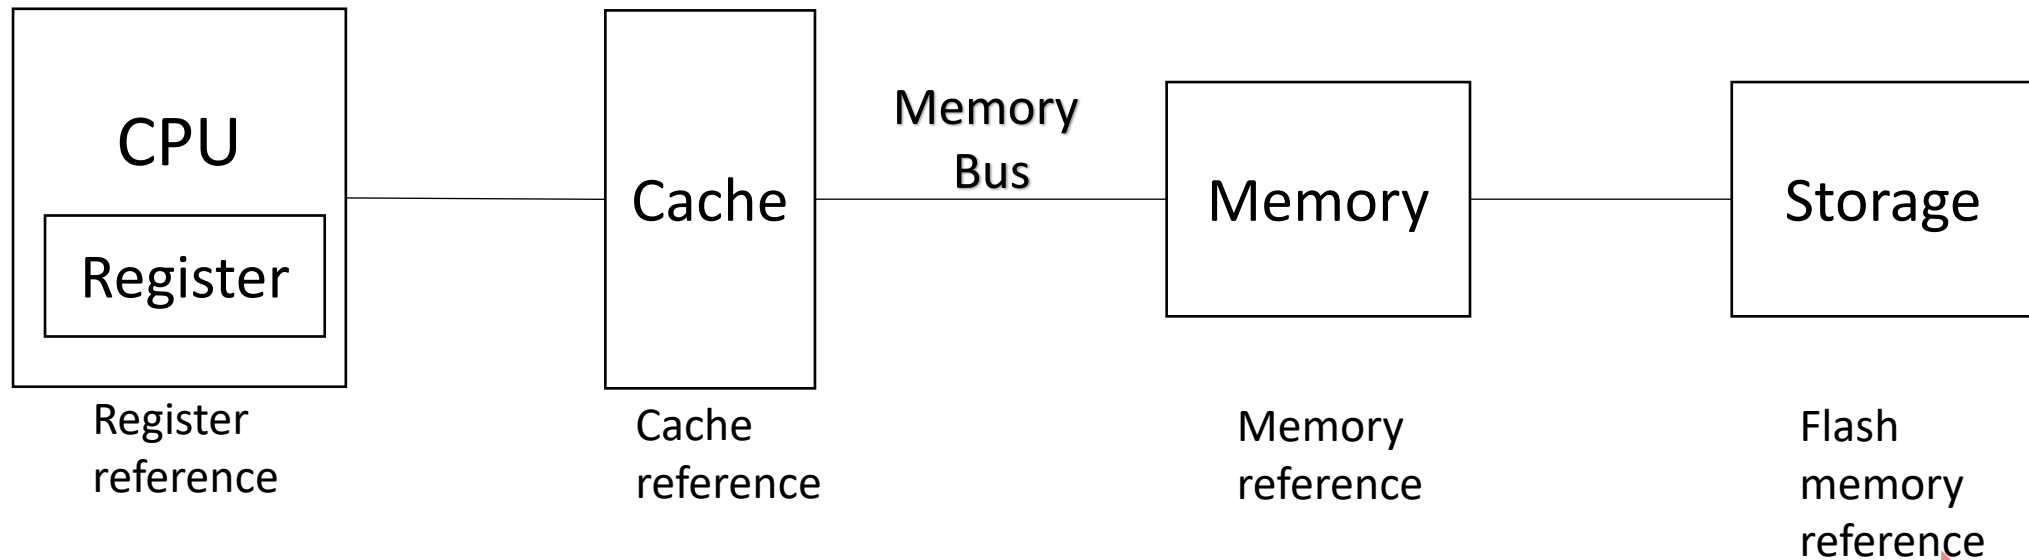 CPU
Register
Cache
Memory
Bus
Memory
Storage
Register
reference
Cache
reference
Memory
reference
Flash
memory
reference